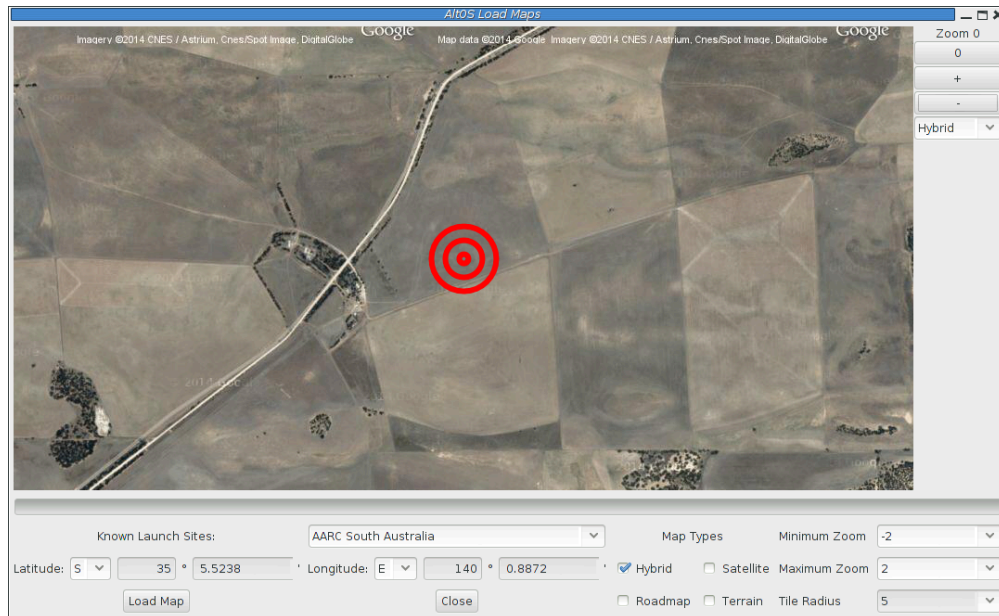 AltOS Load Maps
Imagery ©2014 CNES / Astrium, Cnes/Spot Image, DigitalGlobe Google Map data ©2014 Google Imagery ©2014 CNES / Astrium, Cnes/Spot Image, DigitalGlobe Google
Zoom 0
0
+
-
Hybrid
Known Launch Sites: AARC South Australia Map Types Minimum Zoom -2
Latitude: S 35 ° 5.5238 ' Longitude: E 140 ° 0.8872 ' Hybrid Satellite Maximum Zoom 2
Load Map Close Roadmap Terrain Tile Radius 5